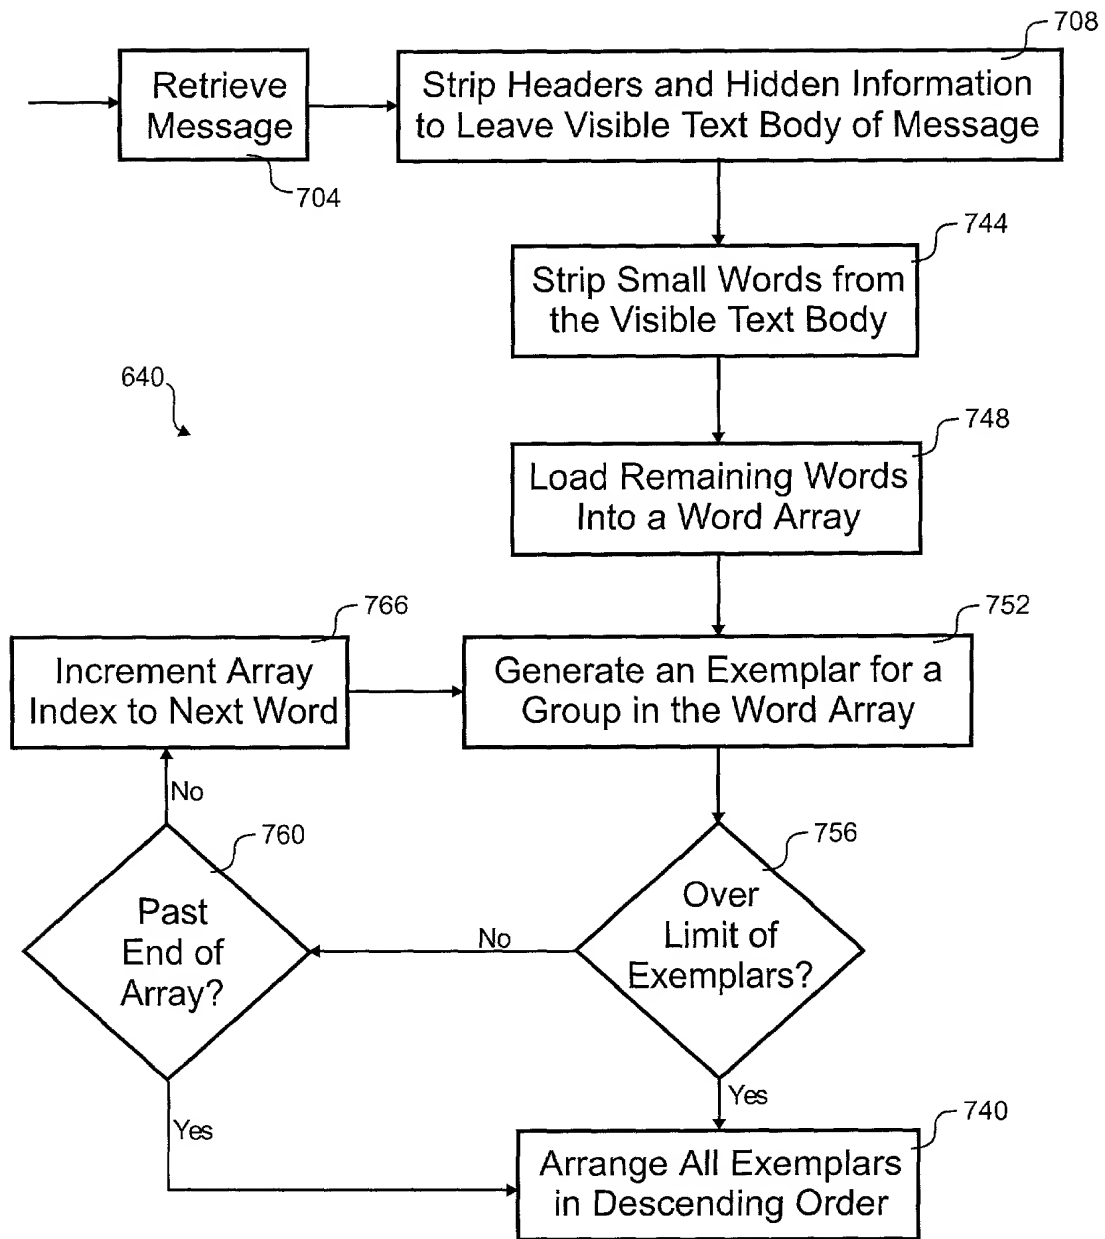 708
Retrieve
Message
704
Strip Headers and Hidden Information
to Leave Visible Text Body of Message
744
Strip Small Words from
the Visible Text Body
640
748
Load Remaining Words
Into a Word Array
766
Increment Array
Index to Next Word
752
Generate an Exemplar for a
Group in the Word Array
No
760
Past
End of
Array?
No
756
Over
Limit of
Exemplars?
Yes
Yes
740
Arrange All Exemplars
in Descending Order